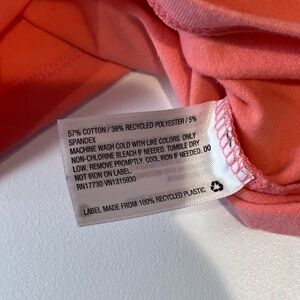 57% COTTON / 38% RECYCLED POLYESTER / 5%
SPANDEX
MACHINE WASH COLD WITH LIKE COLORS. ONLY
NON-CHLORINE BLEACH IF NEEDED. TUMBLE DRY
LOW. REMOVE PROMPTLY. COOL IRON IF NEEDED. DO
NOT IRON ON LABEL.
RN17730 VN1315930
LABEL MADE FROM 100% RECYCLED PLASTIC